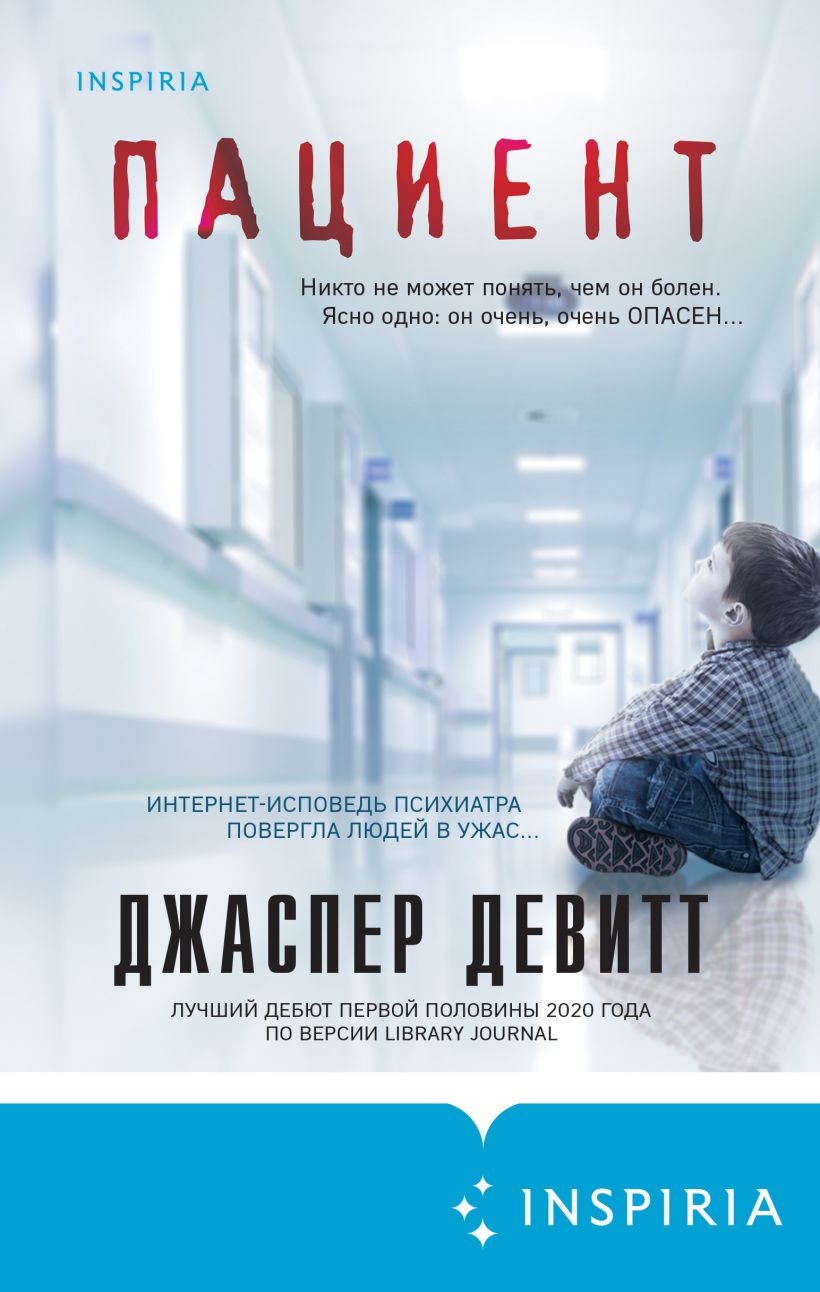 INSPIRIA
ПАЦИЕНТ
Никто не может понять, чем он болен.
Ясно одно: он очень, очень ОПАСЕН...
ИНТЕРНЕТ-ИСПОВЕДЬ ПСИХИАТРА
ПОВЕРГЛА ЛЮДЕЙ В УЖАС...
ДЖАСПЕР ДЕВИТТ
ЛУЧШИЙ ДЕБЮТ ПЕРВОЙ ПОЛОВИНЫ 2020 ГОДА
ПО ВЕРСИИ LIBRARY JOURNAL
INSPIRIA